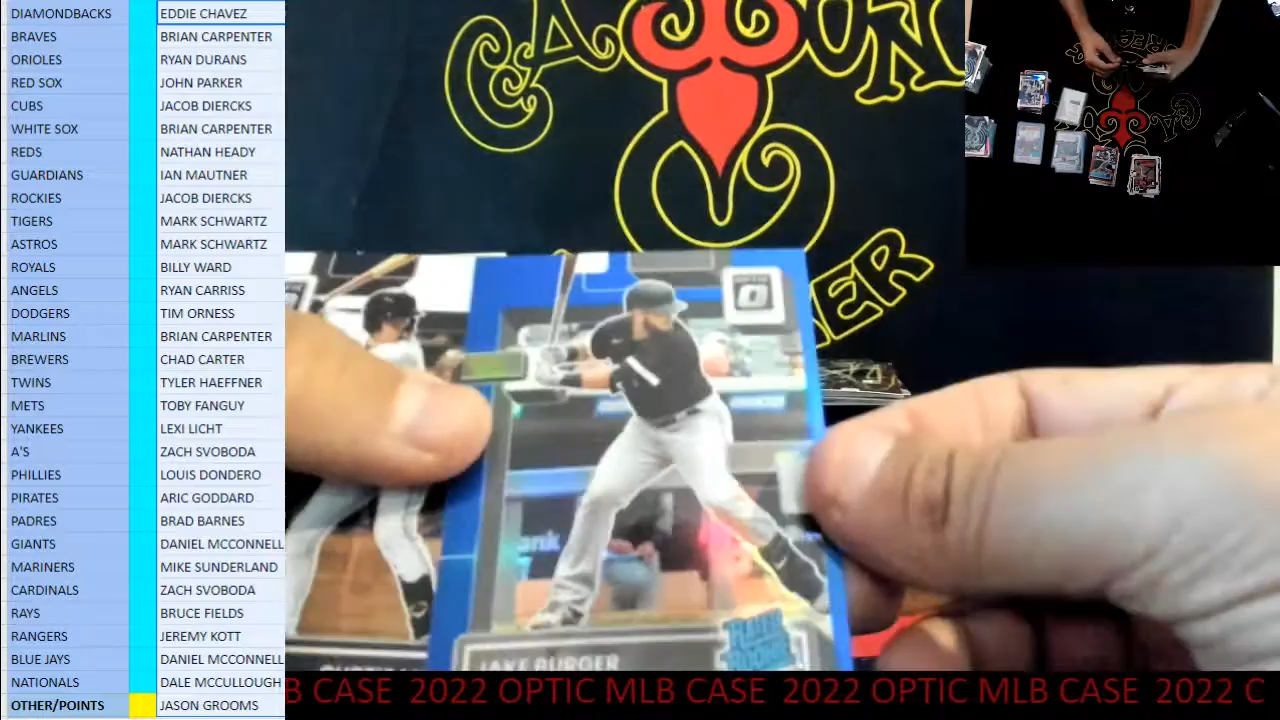 DIAMONDBACKS EDDIE CHAVEZ
BRAVES BRIAN CARPENTER
ORIOLES RYAN DURANS
RED SOX JOHN PARKER
CUBS JACOB DIERCKS
WHITE SOX BRIAN CARPENTER
REDS NATHAN HEADY
GUARDIANS IAN MAUTNER
ROCKIES JACOB DIERCKS
TIGERS MARK SCHWARTZ
ASTROS MARK SCHWARTZ
ROYALS BILLY WARD
ANGELS RYAN CARRISS
DODGERS TIM ORNESS
MARLINS BRIAN CARPENTER
BREWERS CHAD CARTER
TWINS TYLER HAEFFNER
METS TOBY FANGUY
YANKEES LEXI LICHT
A'S ZACH SVOBODA
PHILLIES LOUIS DONDERO
PIRATES ARIC GODDARD
PADRES BRAD BARNES
GIANTS DANIEL MCCONNELL
MARINERS MIKE SUNDERLAND
CARDINALS ZACH SVOBODA
RAYS BRUCE FIELDS
RANGERS JEREMY KOTT
BLUE JAYS DANIEL MCCONNELL
NATIONALS DALE MCCULLOUGH
OTHER/POINTS JASON GROOMS
CAJUN
JAKE BURGER
RATED ROOKIE
B CASE 2022 OPTIC MLB CASE 2022 OPTIC MLB CASE 2022 C